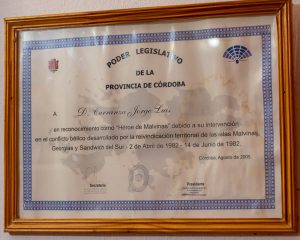 PODER LEGISLATIVO
DE LA
PROVINCIA DE CÓRDOBA
A D. Carranza Jorge Luis
en reconocimiento como "Héroe de Malvinas" debido a su intervención
en el conflicto bélico desarrollado por la reivindicación territorial de las islas Malvinas,
Georgias y Sandwich del Sur - 2 de Abril de 1982 - 14 de Junio de 1982.
Córdoba, Agosto de 2005.
Secretario
Presidente